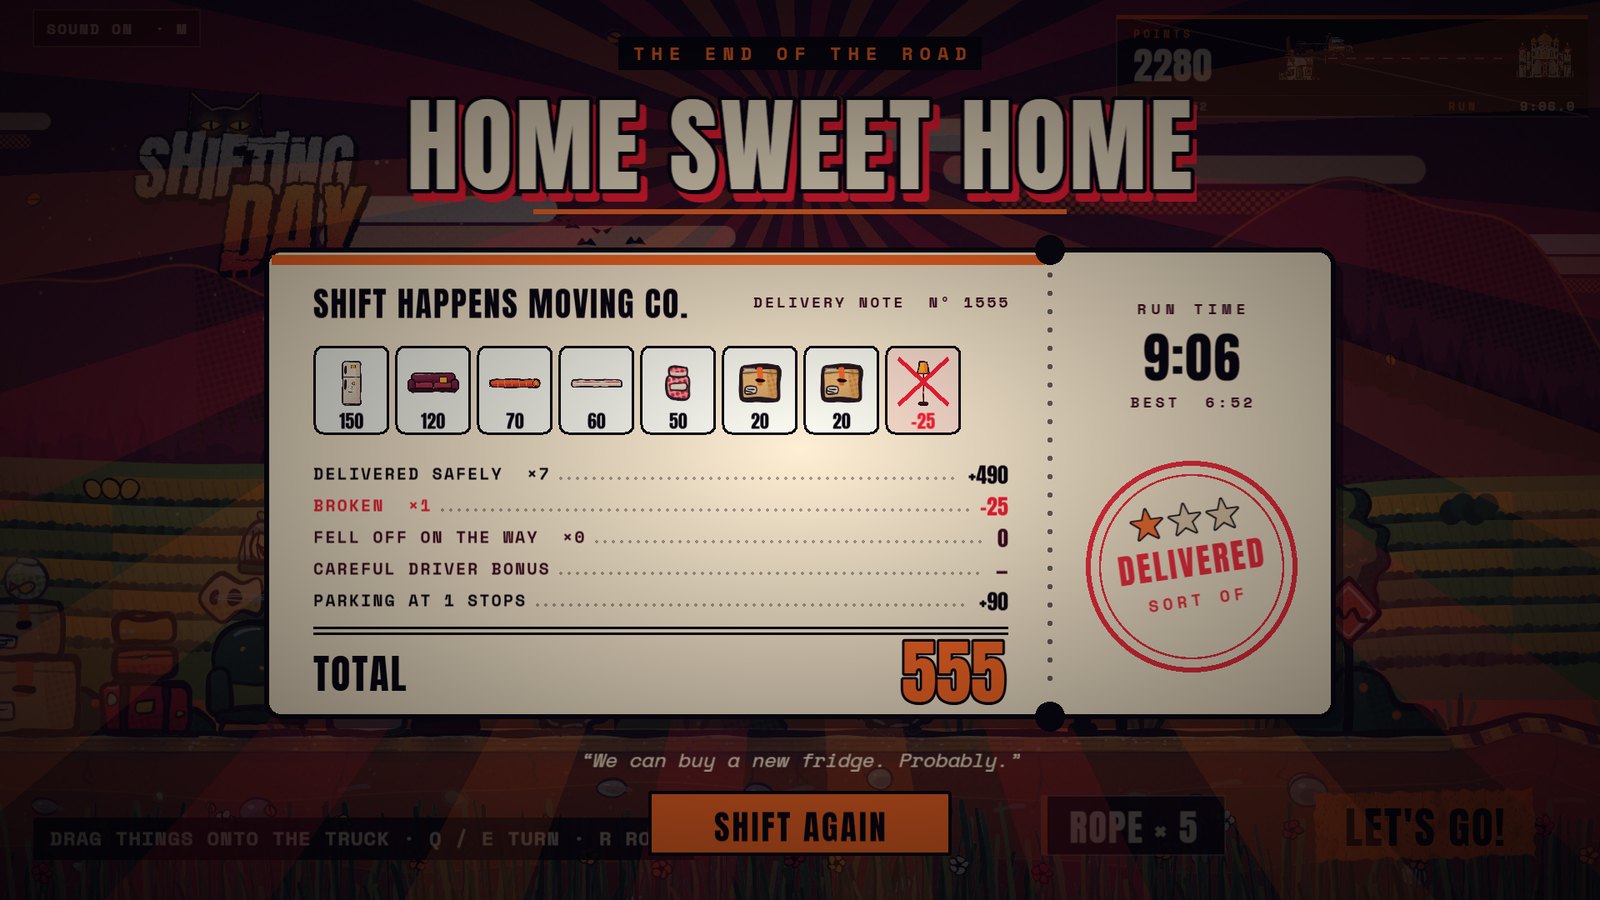 SOUND ON · M
THE END OF THE ROAD
POINTS
2280
RUN 9:06.0
HOME SWEET HOME
SHIFTING
DAY
SHIFT HAPPENS MOVING CO.
DELIVERY NOTE N° 1555
150 120 70 60 50 20 20 -25
DELIVERED SAFELY ×7 +490
BROKEN ×1 -25
FELL OFF ON THE WAY ×0 0
CAREFUL DRIVER BONUS –
PARKING AT 1 STOPS +90
TOTAL 555
RUN TIME
9:06
BEST 6:52
DELIVERED
SORT OF
“We can buy a new fridge. Probably.”
DRAG THINGS ONTO THE TRUCK · Q / E TURN · R RO
SHIFT AGAIN
ROPE × 5
LET'S GO!